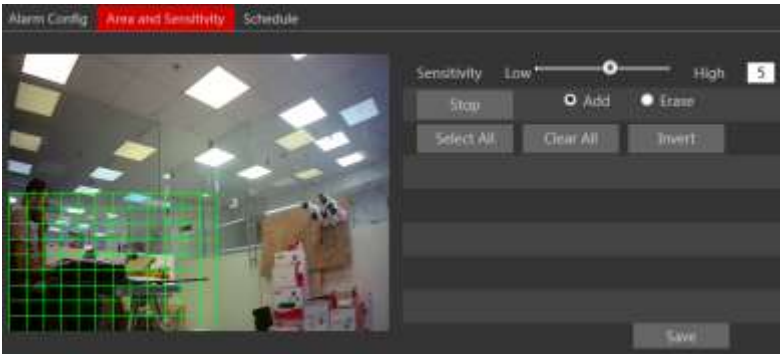 Alarm Config Area and Sensitivity Schedule
Sensitivity Low High 5
Stop Add Erase
Select All Clear All Invert
Save